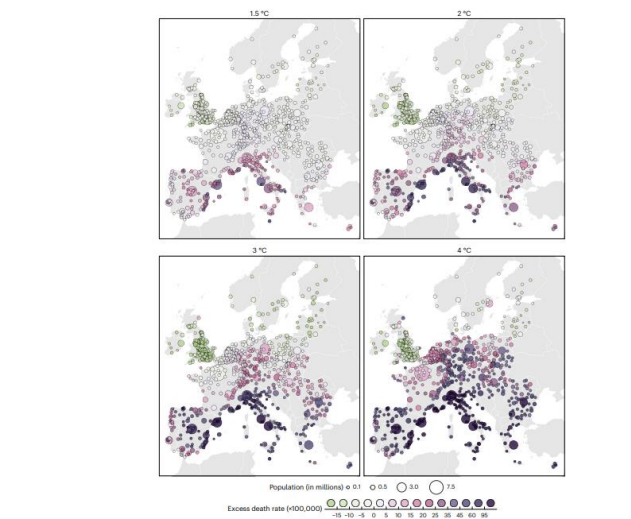 1.5 °C
2 °C
3 °C
4 °C
Population (in millions) 0.1 0.5 3.0 7.5
Excess death rate (×100,000)
−15 −10 −5 0 5 10 15 20 25 35 45 60 95